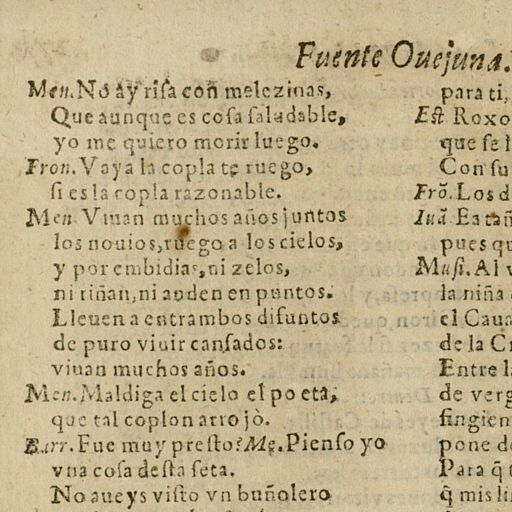 Fuente Ouejuna.
Men. No ay risa con melezinas,
Que aunque es cosa saludable,
yo me quiero morir luego.
Fron. Vaya la copla te ruego,
si es la copla razonable.
Men Viuan muchos años juntos
los nouios, ruego a los cielos,
y por embidias, ni zelos,
ni riñan, ni anden en puntos.
Lleuen a entrambos difuntos
de puro viuir cansados:
viuan muchos años.
Men. Maldiga el cielo el poeta,
que tal coplon arrojò.
Barr. Fue muy presto? Mẽ. Pienso yo
vna cosa desta seta.
No aueys visto vn buñolero
para ti,
Est Roxo
que se l
Con su
Frõ. Los d
Iuã. Ea tañ
pues qu
Musi. Al v
la niña
el Caua
de la Cr
Entre la
de verg
fingien
pone de
Para q̃ t
q̃ mis li